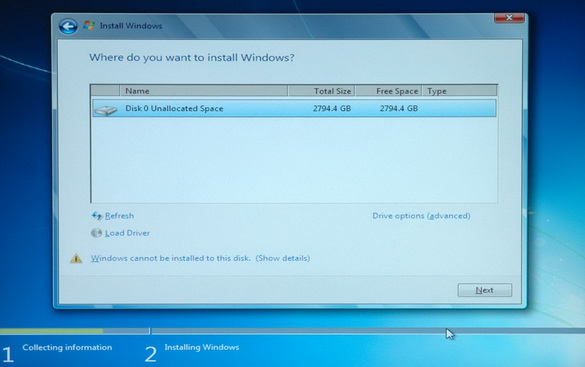 Install Windows
Where do you want to install Windows?
Name Total Size Free Space Type
Disk 0 Unallocated Space 2794.4 GB 2794.4 GB
Refresh Drive options (advanced)
Load Driver
Windows cannot be installed to this disk. (Show details)
Next
1 Collecting information 2 Installing Windows